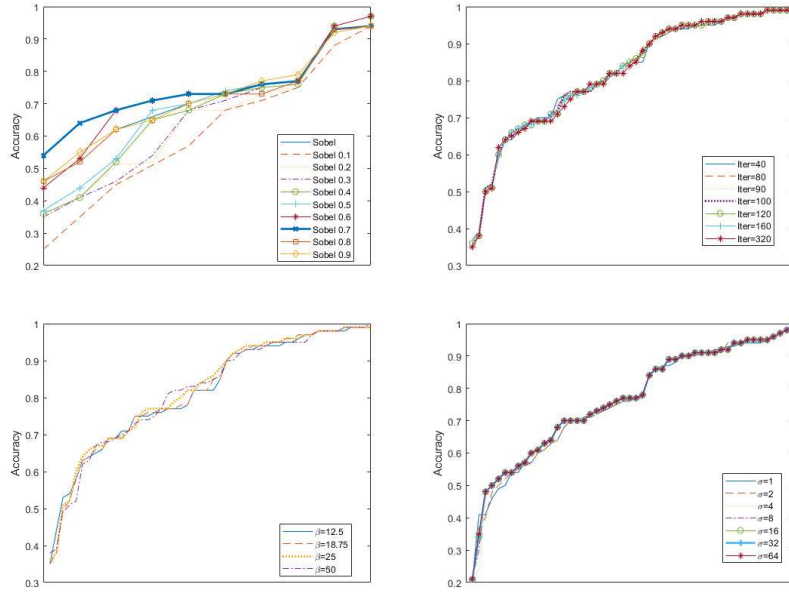 1
0.9
0.8
0.7
0.6
0.5
0.4
0.3
0.2
Accuracy
Sobel
Sobel 0.1
Sobel 0.2
Sobel 0.3
Sobel 0.4
Sobel 0.5
Sobel 0.6
Sobel 0.7
Sobel 0.8
Sobel 0.9
1
0.9
0.8
0.7
0.6
0.5
0.4
0.3
Accuracy
Iter=40
Iter=80
Iter=90
Iter=100
Iter=120
Iter=160
Iter=320
1
0.9
0.8
0.7
0.6
0.5
0.4
0.3
Accuracy
β=12.5
β=18.75
β=25
β=50
1
0.9
0.8
0.7
0.6
0.5
0.4
0.3
0.2
Accuracy
σ=1
σ=2
σ=4
σ=8
σ=16
σ=32
σ=64